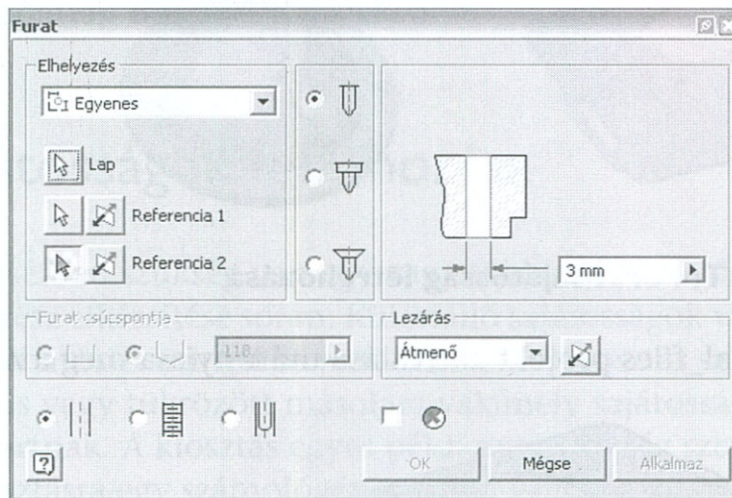 Furat
Elhelyezés
Egyenes
Lap
Referencia 1
Referencia 2
3 mm
Furat csúcspontja
118
Lezárás
Átmenő
?
OK
Mégse
Alkalmaz